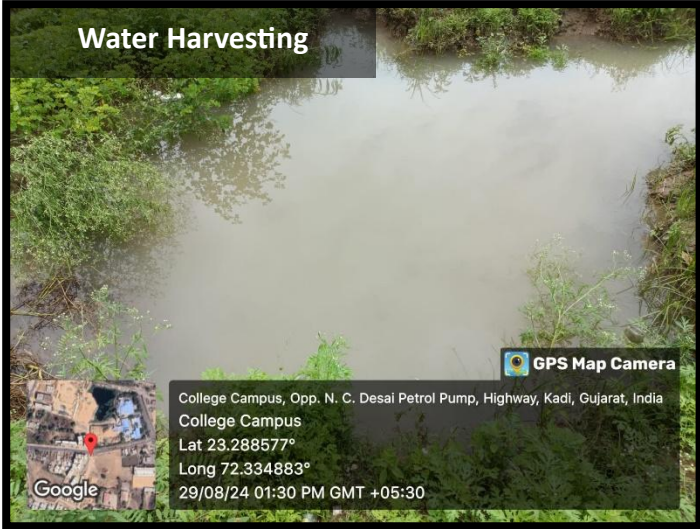 Water Harvesting
GPS Map Camera
College Campus, Opp. N. C. Desai Petrol Pump, Highway, Kadi, Gujarat, India
College Campus
Lat 23.288577°
Long 72.334883°
29/08/24 01:30 PM GMT +05:30
Google